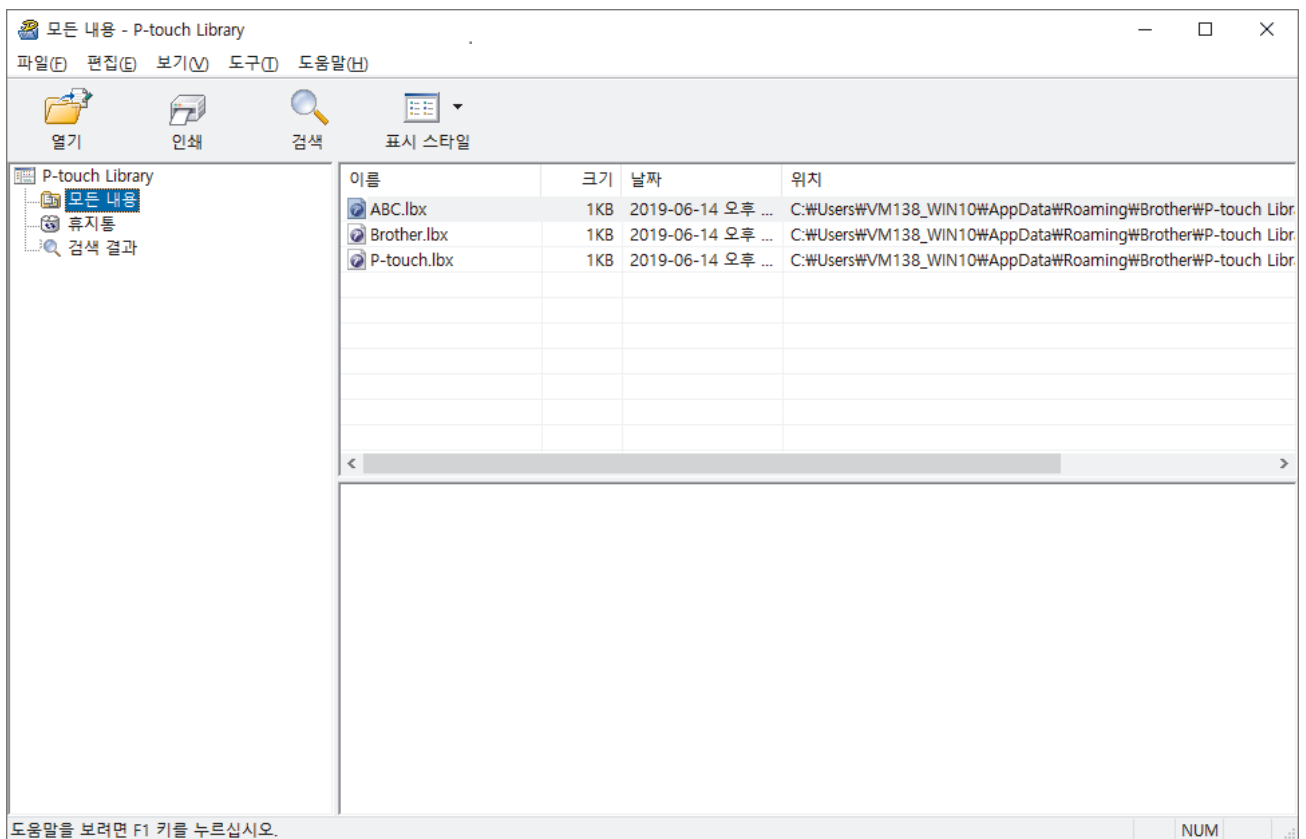 모든 내용 - P-touch Library
파일(F) 편집(E) 보기(V) 도구(T) 도움말(H)
열기 인쇄 검색 표시 스타일
P-touch Library
모든 내용
휴지통
검색 결과
이름 크기 날짜 위치
ABC.lbx 1KB 2019-06-14 오후 ... C:₩Users₩VM138_WIN10₩AppData₩Roaming₩Brother₩P-touch Libr
Brother.lbx 1KB 2019-06-14 오후 ... C:₩Users₩VM138_WIN10₩AppData₩Roaming₩Brother₩P-touch Libr
P-touch.lbx 1KB 2019-06-14 오후 ... C:₩Users₩VM138_WIN10₩AppData₩Roaming₩Brother₩P-touch Libr
도움말을 보려면 F1 키를 누르십시오. NUM